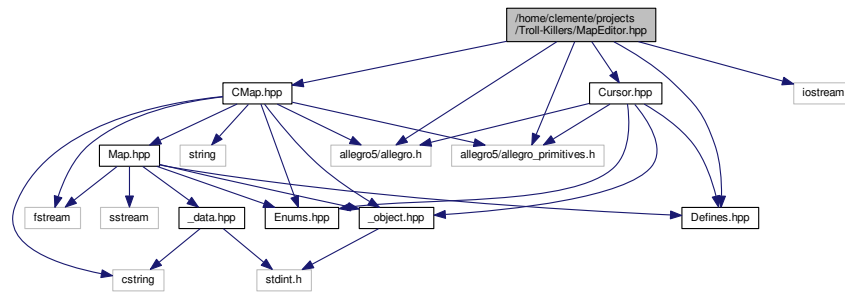 /home/clemente/projects
/Troll-Killers/MapEditor.hpp
CMap.hpp
Cursor.hpp
iostream
Map.hpp
string
allegro5/allegro.h
allegro5/allegro_primitives.h
fstream
sstream
_data.hpp
Enums.hpp
_object.hpp
Defines.hpp
cstring
stdint.h